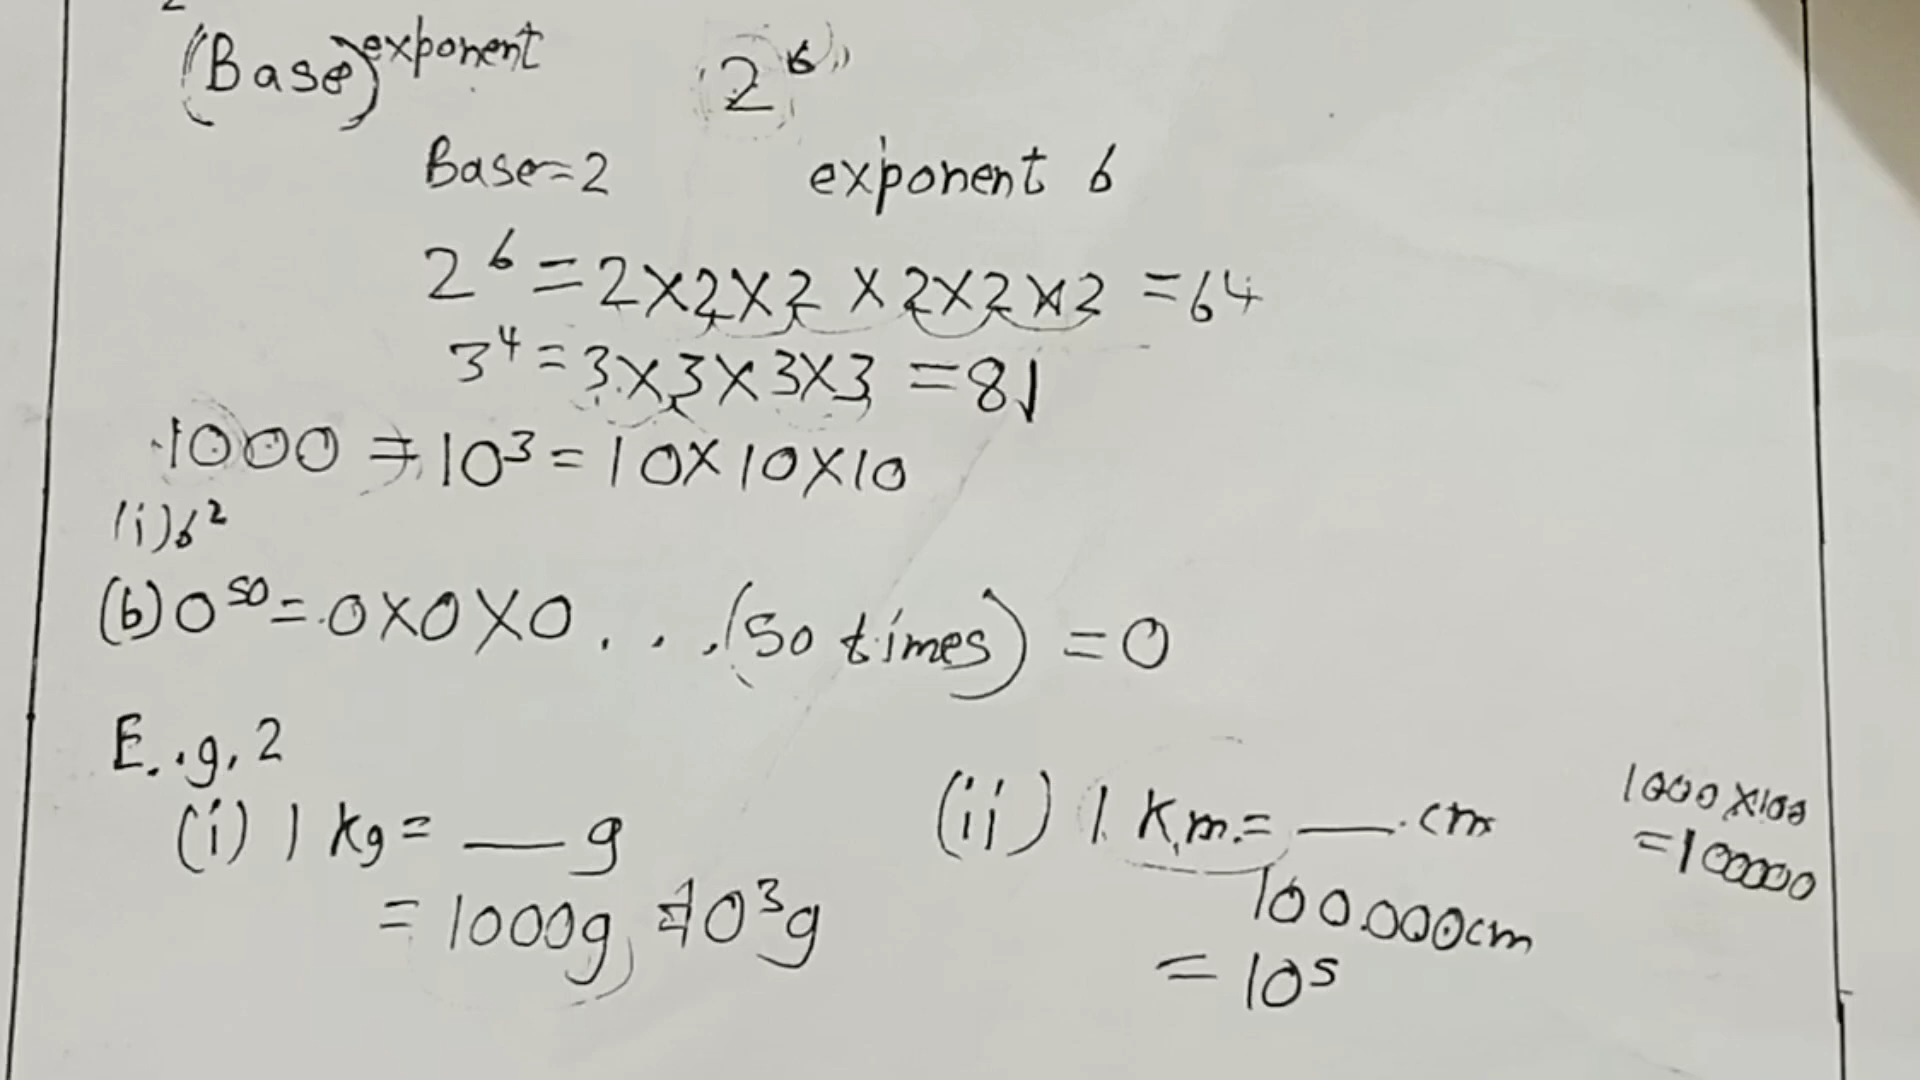 (Base)^exponent 2^6
Base=2 exponent 6
2^6 = 2×2×2×2×2×2 = 64
3^4 = 3×3×3×3 = 81
1000 = 10^3 = 10×10×10
(i) 6^2
(b) 0^50 = 0×0×0...(50 times) = 0
E.g. 2
(i) 1 kg = __ g
= 1000g =10^3 g
(ii) 1 Km = __ cm
100000cm
= 10^5
1000×100
=100000